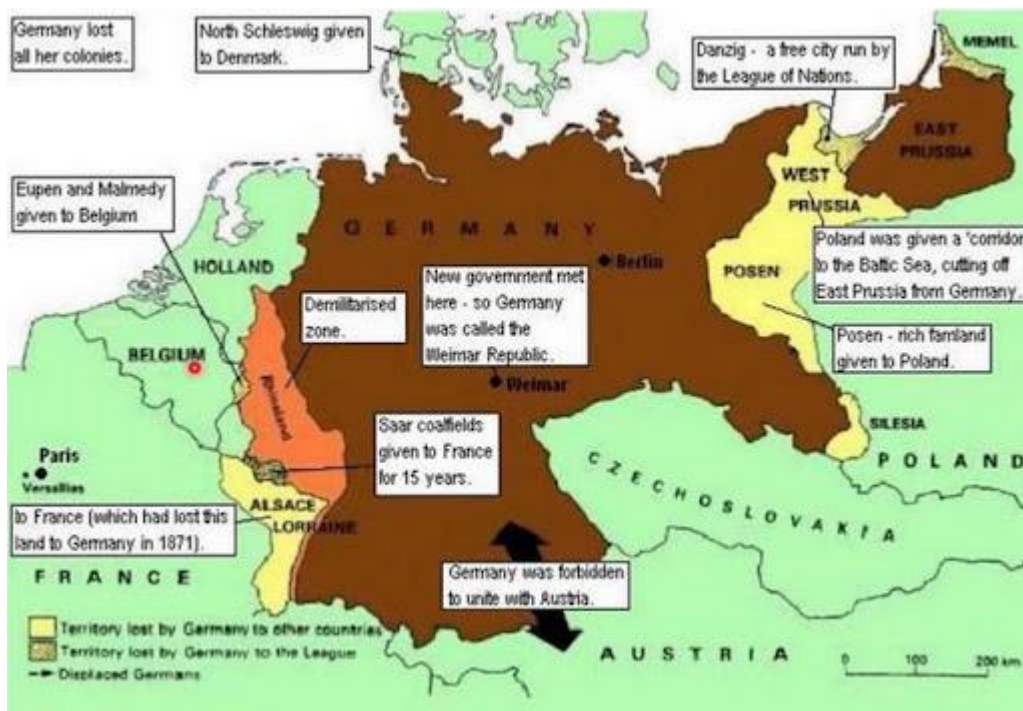 Germany lost
all her colonies.
North Schleswig given
to Denmark.
Danzig - a free city run by
the League of Nations.
MEMEL
EAST
PRUSSIA
WEST
PRUSSIA
Eupen and Malmedy
given to Belgium
GERMANY
Berlin
HOLLAND
POSEN
Poland was given a 'corridor
to the Baltic Sea, cutting off
East Prussia from Germany.
New government met
here - so Germany
was called the
Weimar Republic.
Demilitarised
zone.
Posen - rich farmland
given to Poland.
BELGIUM
Rhineland
Weimar
SILESIA
Saar coalfields
given to France
for 15 years.
POLAND
Paris
Versailles
CZECHOSLOVAKIA
ALSACE
LORRAINE
to France (which had lost this
land to Germany in 1871).
FRANCE
Germany was forbidden
to unite with Austria.
Territory lost by Germany to other countries
Territory lost by Germany to the League
Displaced Germans
AUSTRIA
0 100 200 km